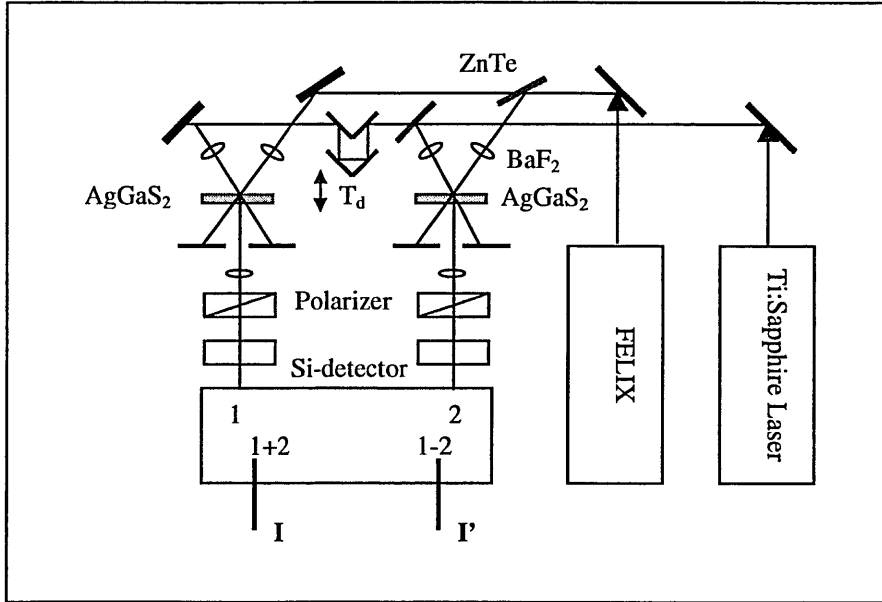 ZnTe
BaF₂
AgGaS₂
T_d
AgGaS₂
Polarizer
Si-detector
1
2
1+2
1-2
I
I'
FELIX
Ti:Sapphire Laser